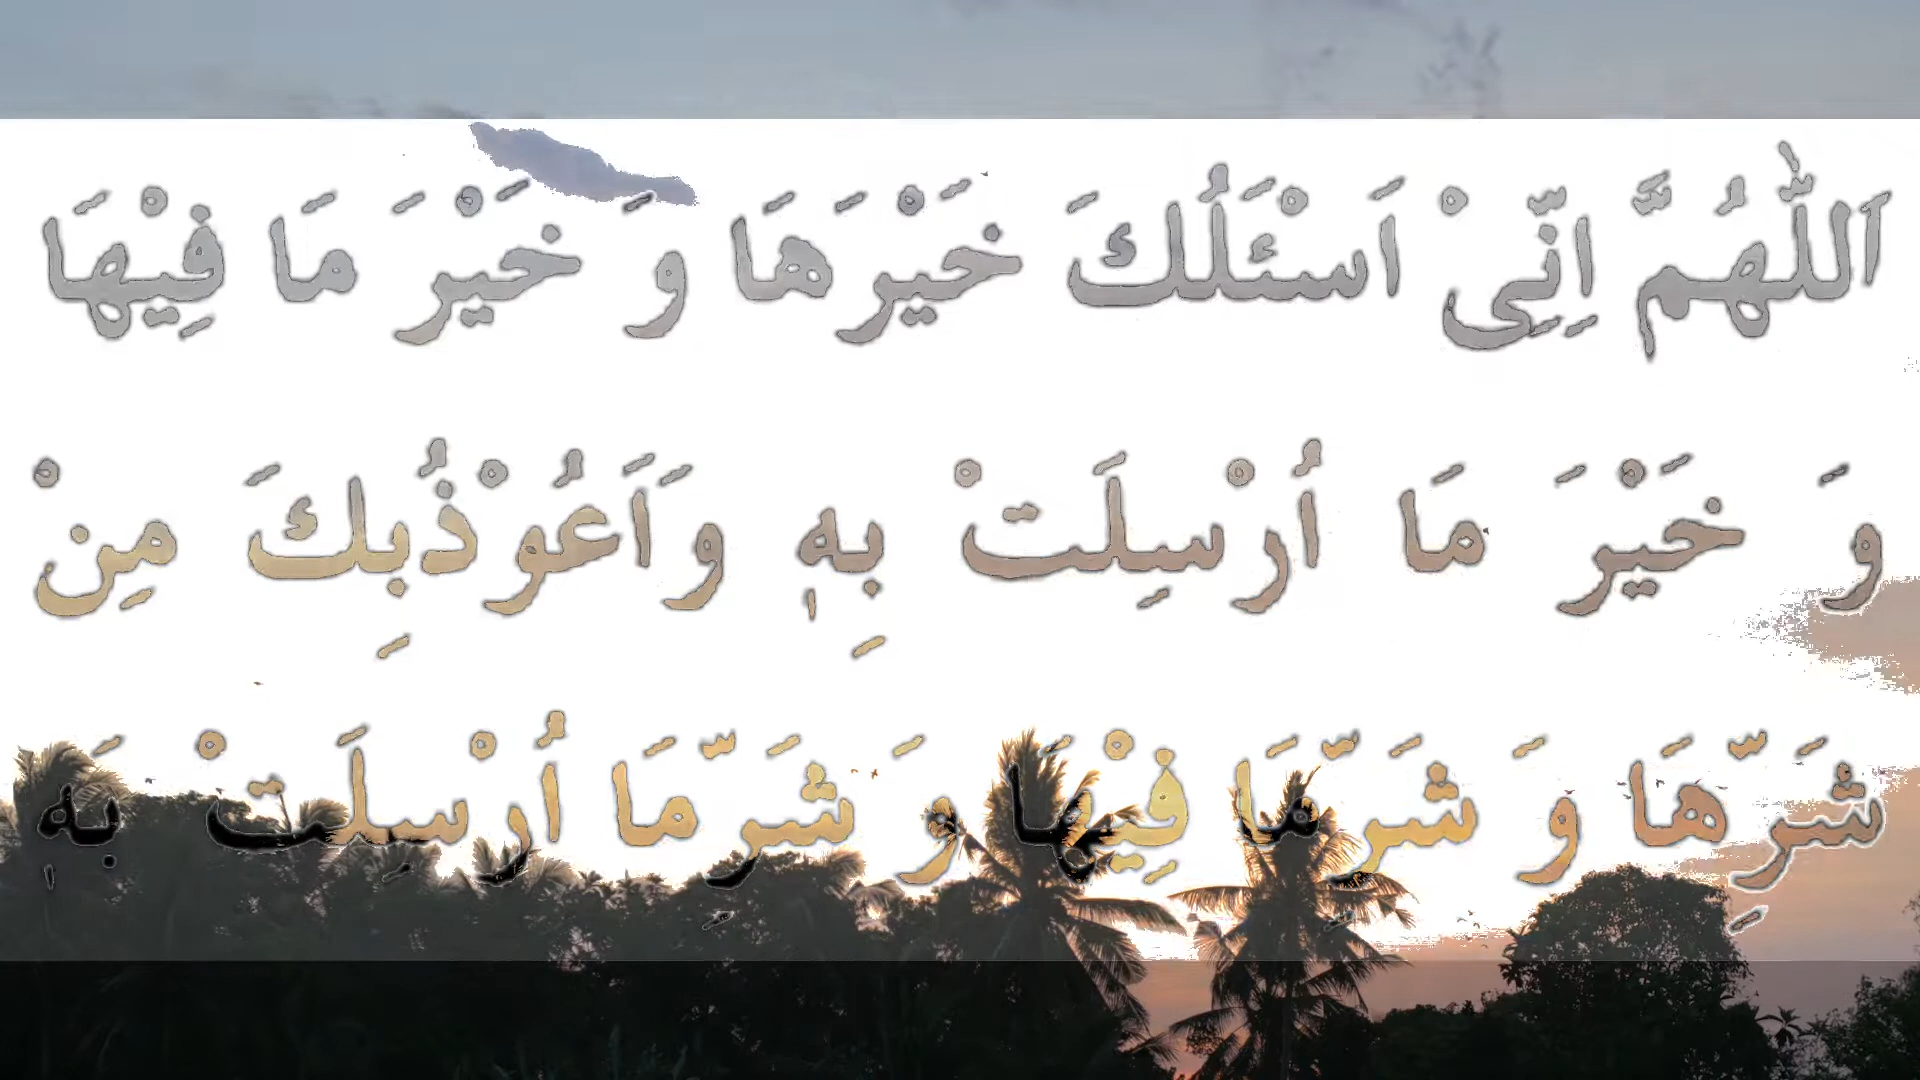 اَللّٰهُمَّ اِنِّیْ اَسْئَلُكَ خَيْرَهَا وَ خَيْرَ مَا فِيْهَا
وَ خَيْرَ مَا اُرْسِلَتْ بِهٖ وَاَعُوْذُبِكَ مِنْ
شَرِّهَا وَ شَرِّمَا فِيْهَا وَ شَرِّمَا اُرْسِلَتْ بَهٖ